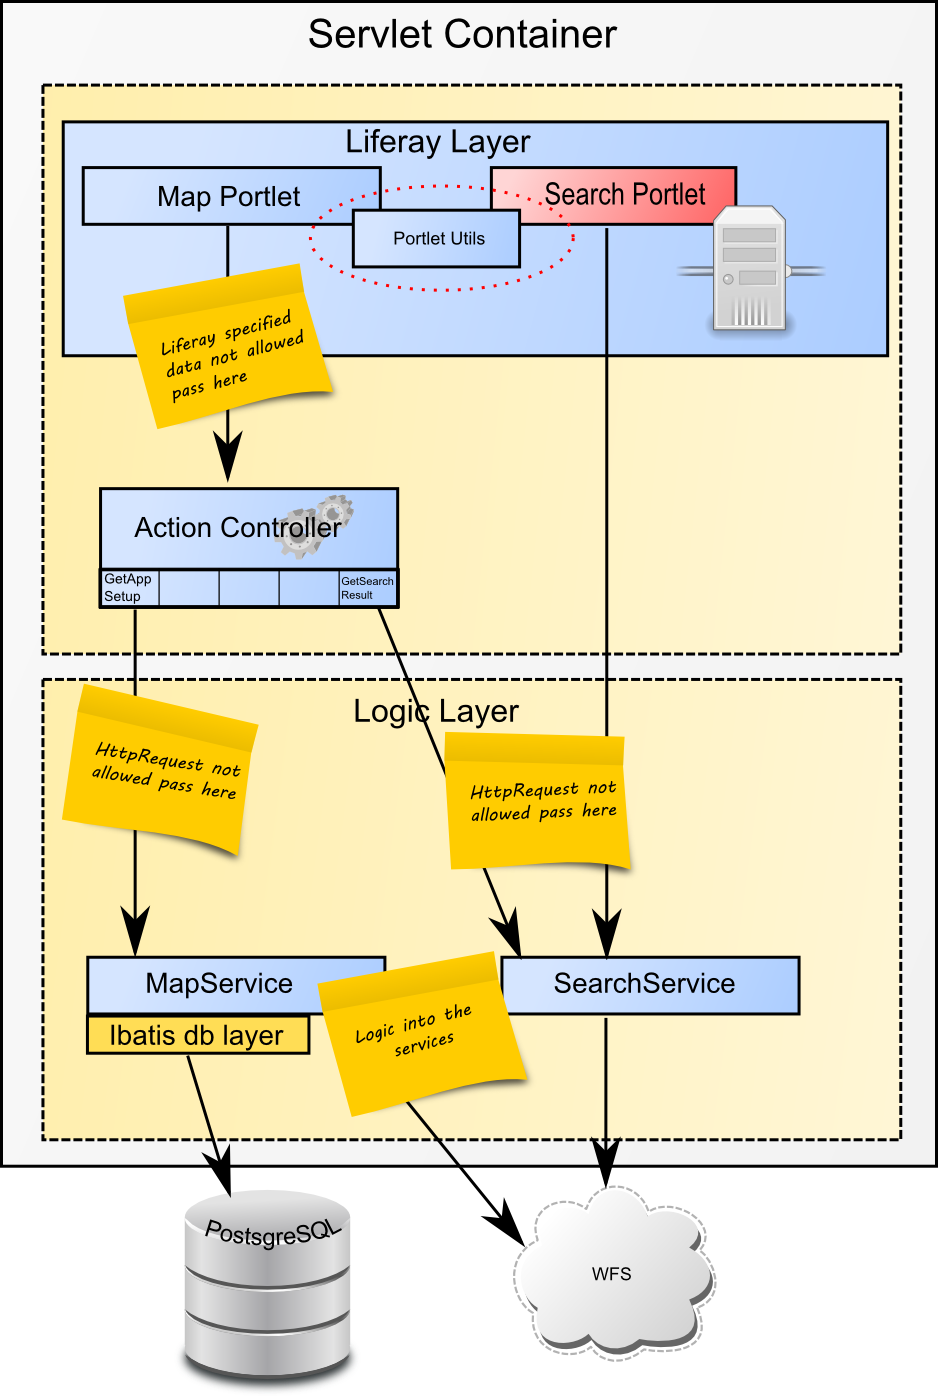 Servlet Container
Liferay Layer
Map Portlet
Search Portlet
Portlet Utils
Liferay specified
data not allowed
pass here
Action Controller
GetApp
Setup
GetSearch
Result
Logic Layer
HttpRequest not
allowed pass here
HttpRequest not
allowed pass here
MapService
SearchService
Ibatis db layer
Logic into the
services
PostsgreSQL
WFS